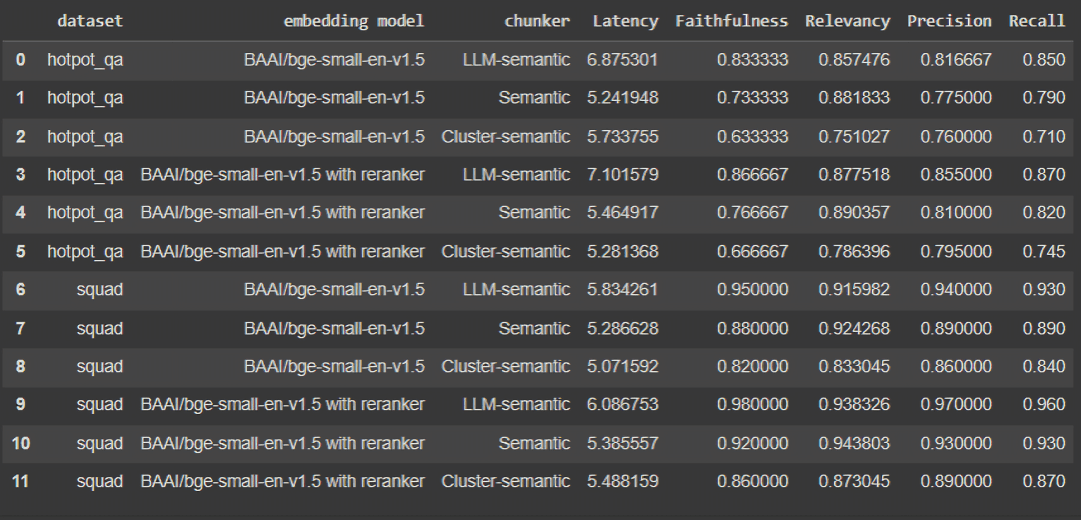 dataset embedding model chunker Latency Faithfulness Relevancy Precision Recall
0 hotpot_qa BAAI/bge-small-en-v1.5 LLM-semantic 6.875301 0.833333 0.857476 0.816667 0.850
1 hotpot_qa BAAI/bge-small-en-v1.5 Semantic 5.241948 0.733333 0.881833 0.775000 0.790
2 hotpot_qa BAAI/bge-small-en-v1.5 Cluster-semantic 5.733755 0.633333 0.751027 0.760000 0.710
3 hotpot_qa BAAI/bge-small-en-v1.5 with reranker LLM-semantic 7.101579 0.866667 0.877518 0.855000 0.870
4 hotpot_qa BAAI/bge-small-en-v1.5 with reranker Semantic 5.464917 0.766667 0.890357 0.810000 0.820
5 hotpot_qa BAAI/bge-small-en-v1.5 with reranker Cluster-semantic 5.281368 0.666667 0.786396 0.795000 0.745
6 squad BAAI/bge-small-en-v1.5 LLM-semantic 5.834261 0.950000 0.915982 0.940000 0.930
7 squad BAAI/bge-small-en-v1.5 Semantic 5.286628 0.880000 0.924268 0.890000 0.890
8 squad BAAI/bge-small-en-v1.5 Cluster-semantic 5.071592 0.820000 0.833045 0.860000 0.840
9 squad BAAI/bge-small-en-v1.5 with reranker LLM-semantic 6.086753 0.980000 0.938326 0.970000 0.960
10 squad BAAI/bge-small-en-v1.5 with reranker Semantic 5.385557 0.920000 0.943803 0.930000 0.930
11 squad BAAI/bge-small-en-v1.5 with reranker Cluster-semantic 5.488159 0.860000 0.873045 0.890000 0.870